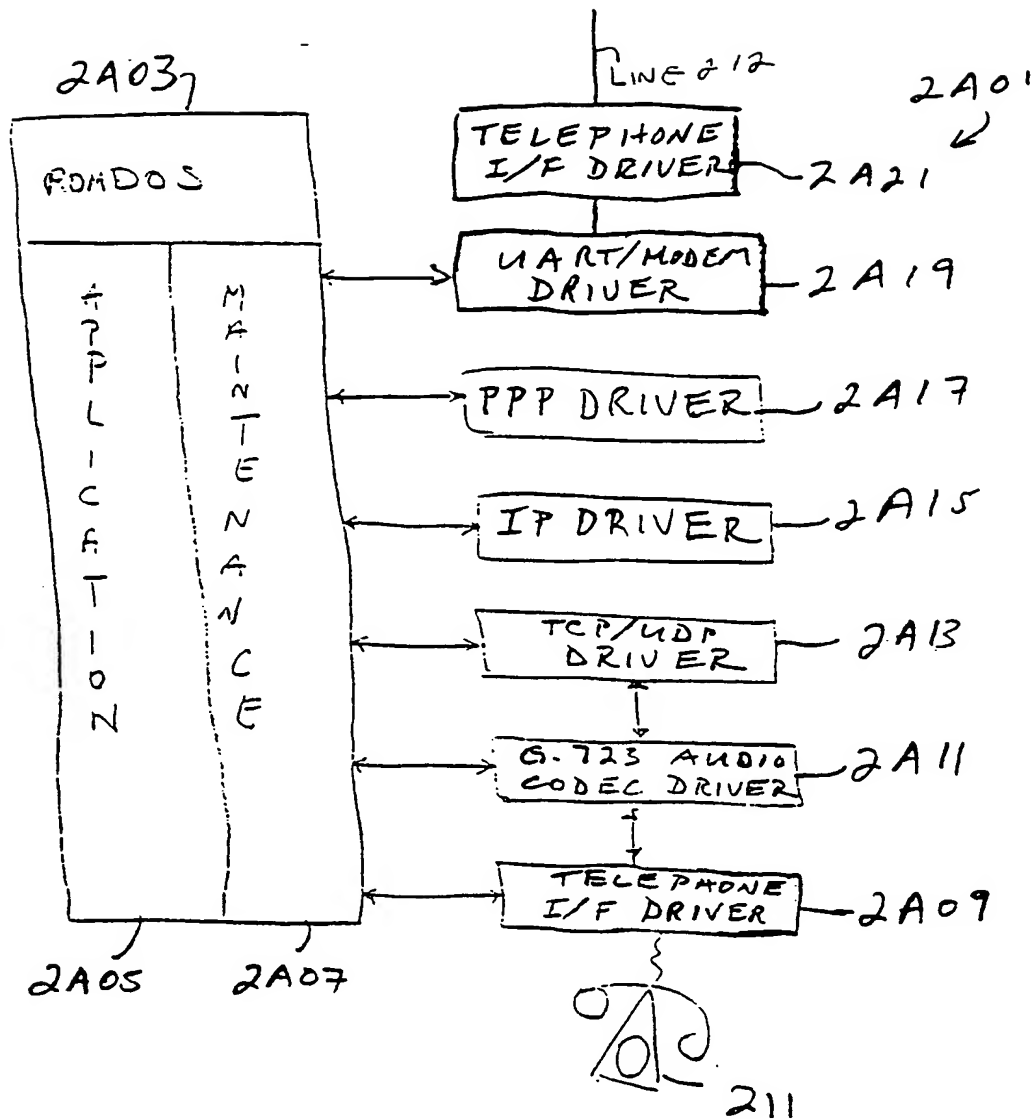 LINE 212
2A03
2A01
TELEPHONE
I/F DRIVER
2A21
ROMDOS
UART/MODEM
DRIVER
2A19
APPLICATION
MAINTENANCE
PPP DRIVER
2A17
IP DRIVER
2A15
TCP/UDP
DRIVER
2A13
G.723 AUDIO
CODEC DRIVER
2A11
TELEPHONE
I/F DRIVER
2A09
2A05
2A07
211